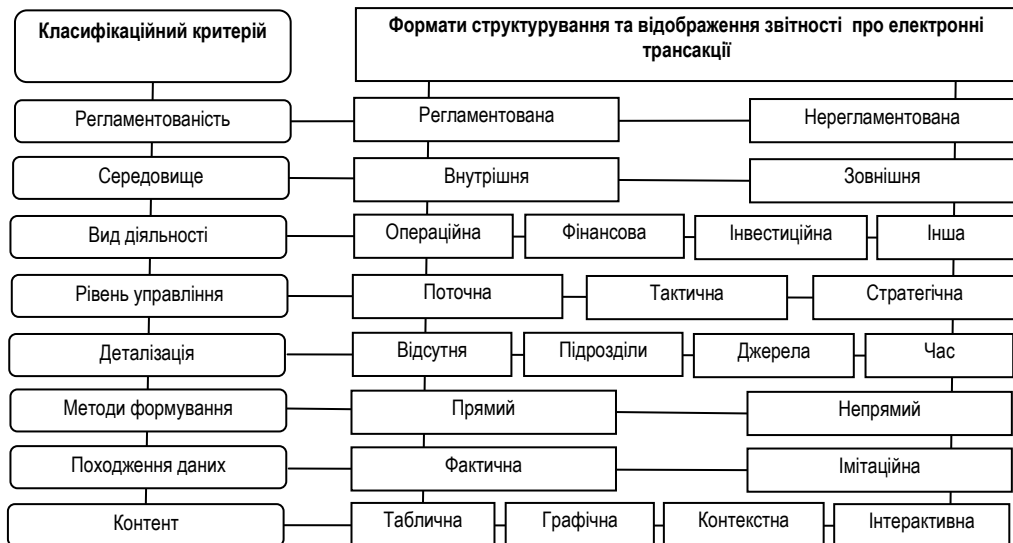 Класифікаційний критерій
Формати структурування та відображення звітності про електронні
трансакції
Регламентованість
Регламентована
Нерегламентована
Середовище
Внутрішня
Зовнішня
Вид діяльності
Операційна
Фінансова
Інвестиційна
Інша
Рівень управління
Поточна
Тактична
Стратегічна
Деталізація
Відсутня
Підрозділи
Джерела
Час
Методи формування
Прямий
Непрямий
Походження даних
Фактична
Імітаційна
Контент
Таблична
Графічна
Контекстна
Інтерактивна